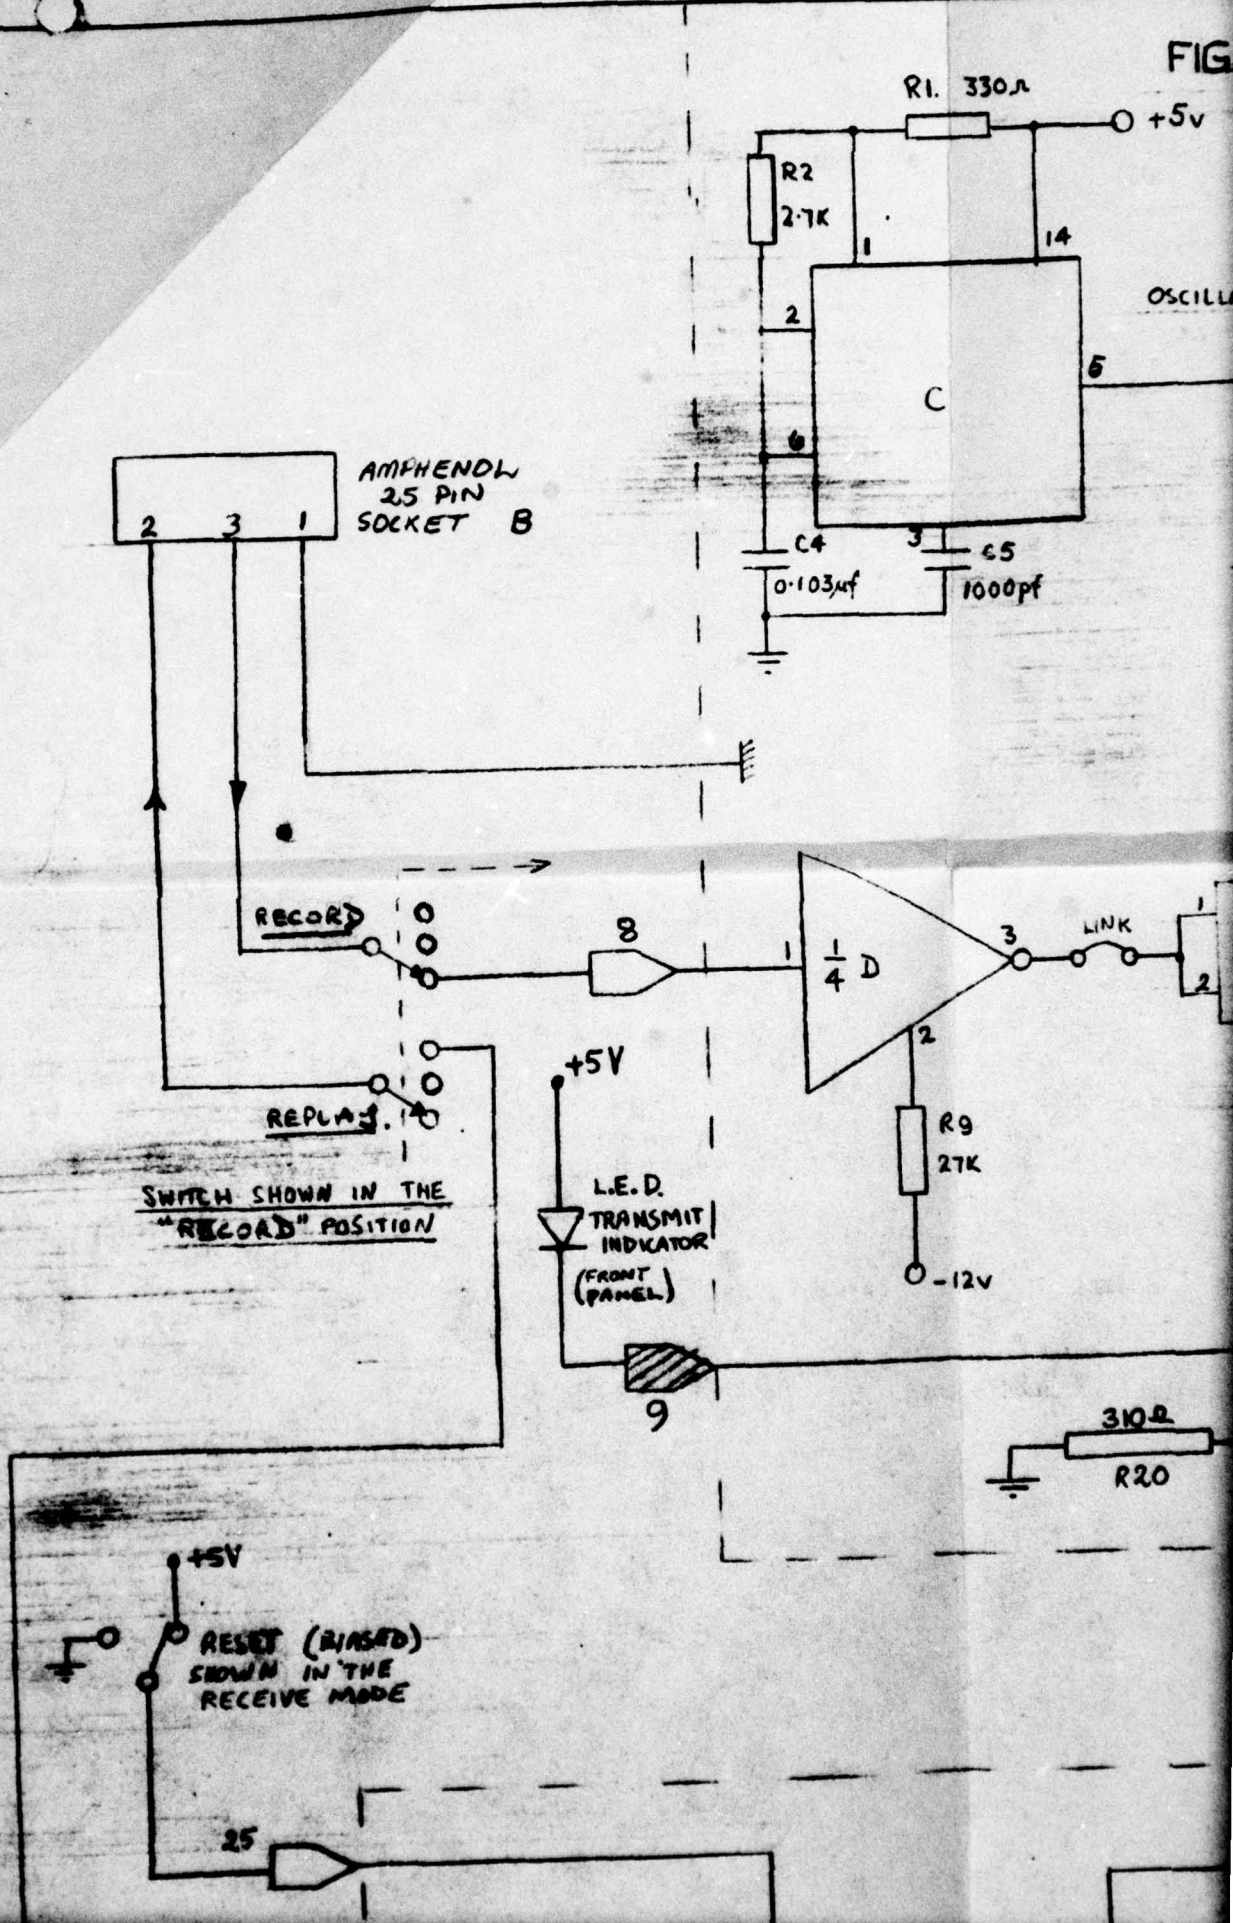 FIG
R1. 330Ω
+5v
R2
2.7K
1
14
OSCILL
2
5
C
6
AMPHENOL
25 PIN
SOCKET B
2 3 1
3
C4
0.103µf
C5
1000pf
RECORD
8
1
1/4 D
3
LINK
1
2
2
+5V
REPLAY.
R9
27K
SWITCH SHOWN IN THE
"RECORD" POSITION
L.E.D.
TRANSMIT
INDICATOR
(FRONT
PANEL)
-12v
9
310Ω
R20
+5V
RESET (BIASED)
SHOWN IN THE
RECEIVE MODE
25